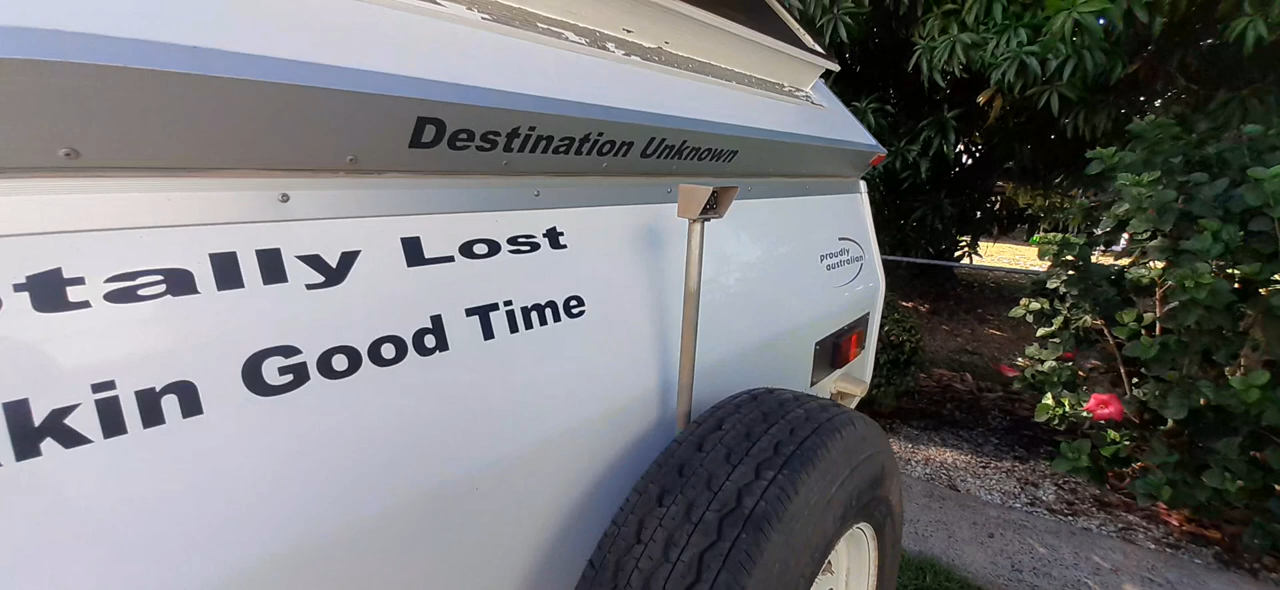 Destination Unknown
tally Lost
kin Good Time
proudly
australian